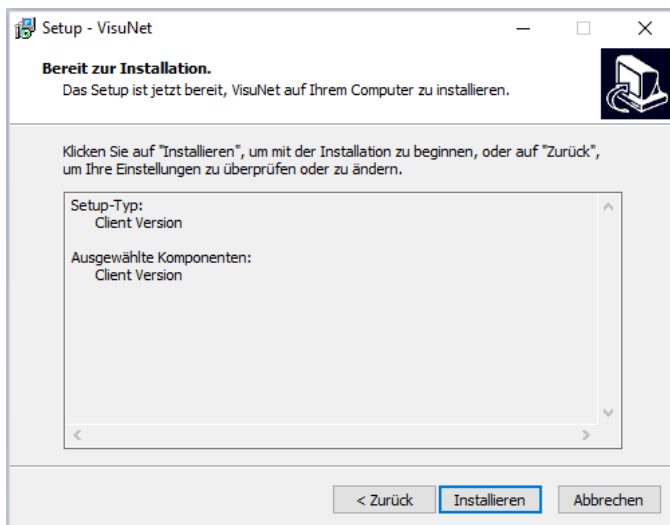 Setup - VisuNet
Bereit zur Installation.
Das Setup ist jetzt bereit, VisuNet auf Ihrem Computer zu installieren.
Klicken Sie auf "Installieren", um mit der Installation zu beginnen, oder auf "Zurück",
um Ihre Einstellungen zu überprüfen oder zu ändern.
Setup-Typ:
Client Version
Ausgewählte Komponenten:
Client Version
< Zurück
Installieren
Abbrechen